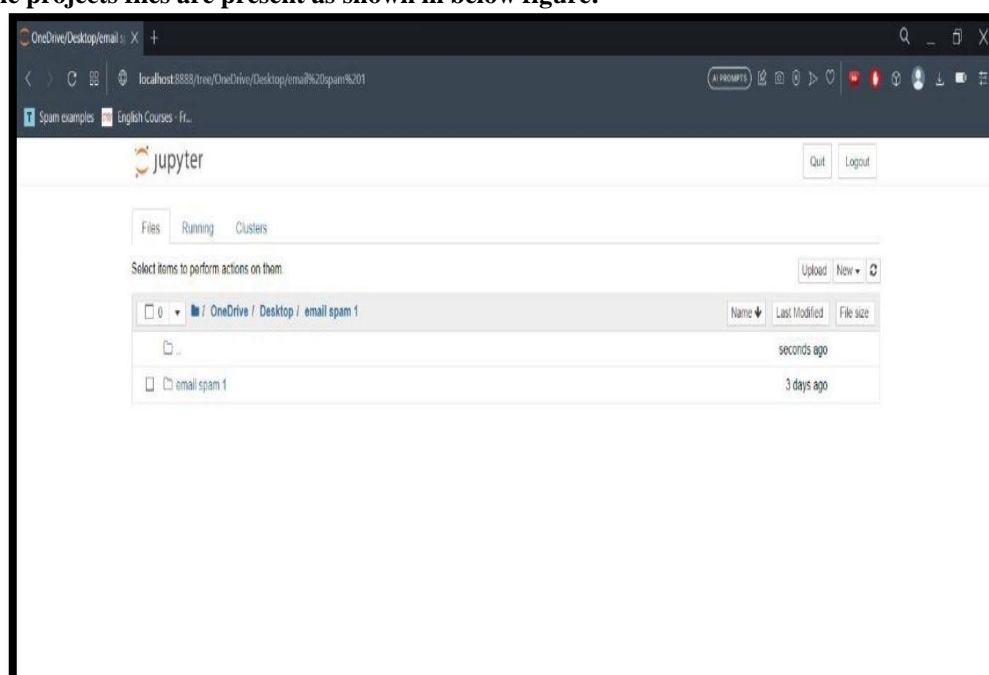 he projects files are present as shown in below figure.
OneDrive/Desktop/email s
localhost:8888/tree/OneDrive/Desktop/email%20spam%201
AI PROMPTS
Spam examples English Courses - Fr...
jupyter
Quit Logout
Files Running Clusters
Select items to perform actions on them.
Upload New
0 / OneDrive / Desktop / email spam 1
Name Last Modified File size
..
seconds ago
email spam 1
3 days ago